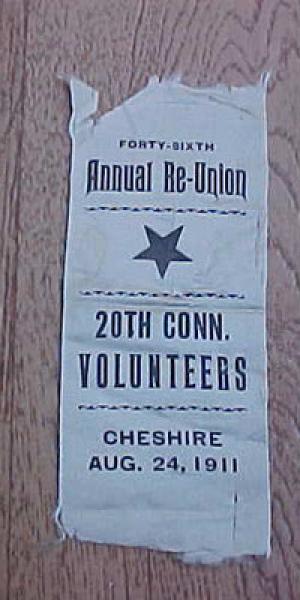 FORTY-SIXTH
Annual Re-Union
20TH CONN.
VOLUNTEERS
CHESHIRE
AUG. 24, 1911